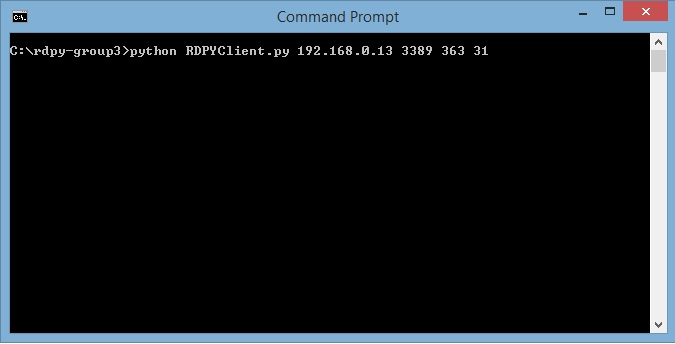 Command Prompt
C:\rdpy-group3>python RDPYClient.py 192.168.0.13 3389 363 31